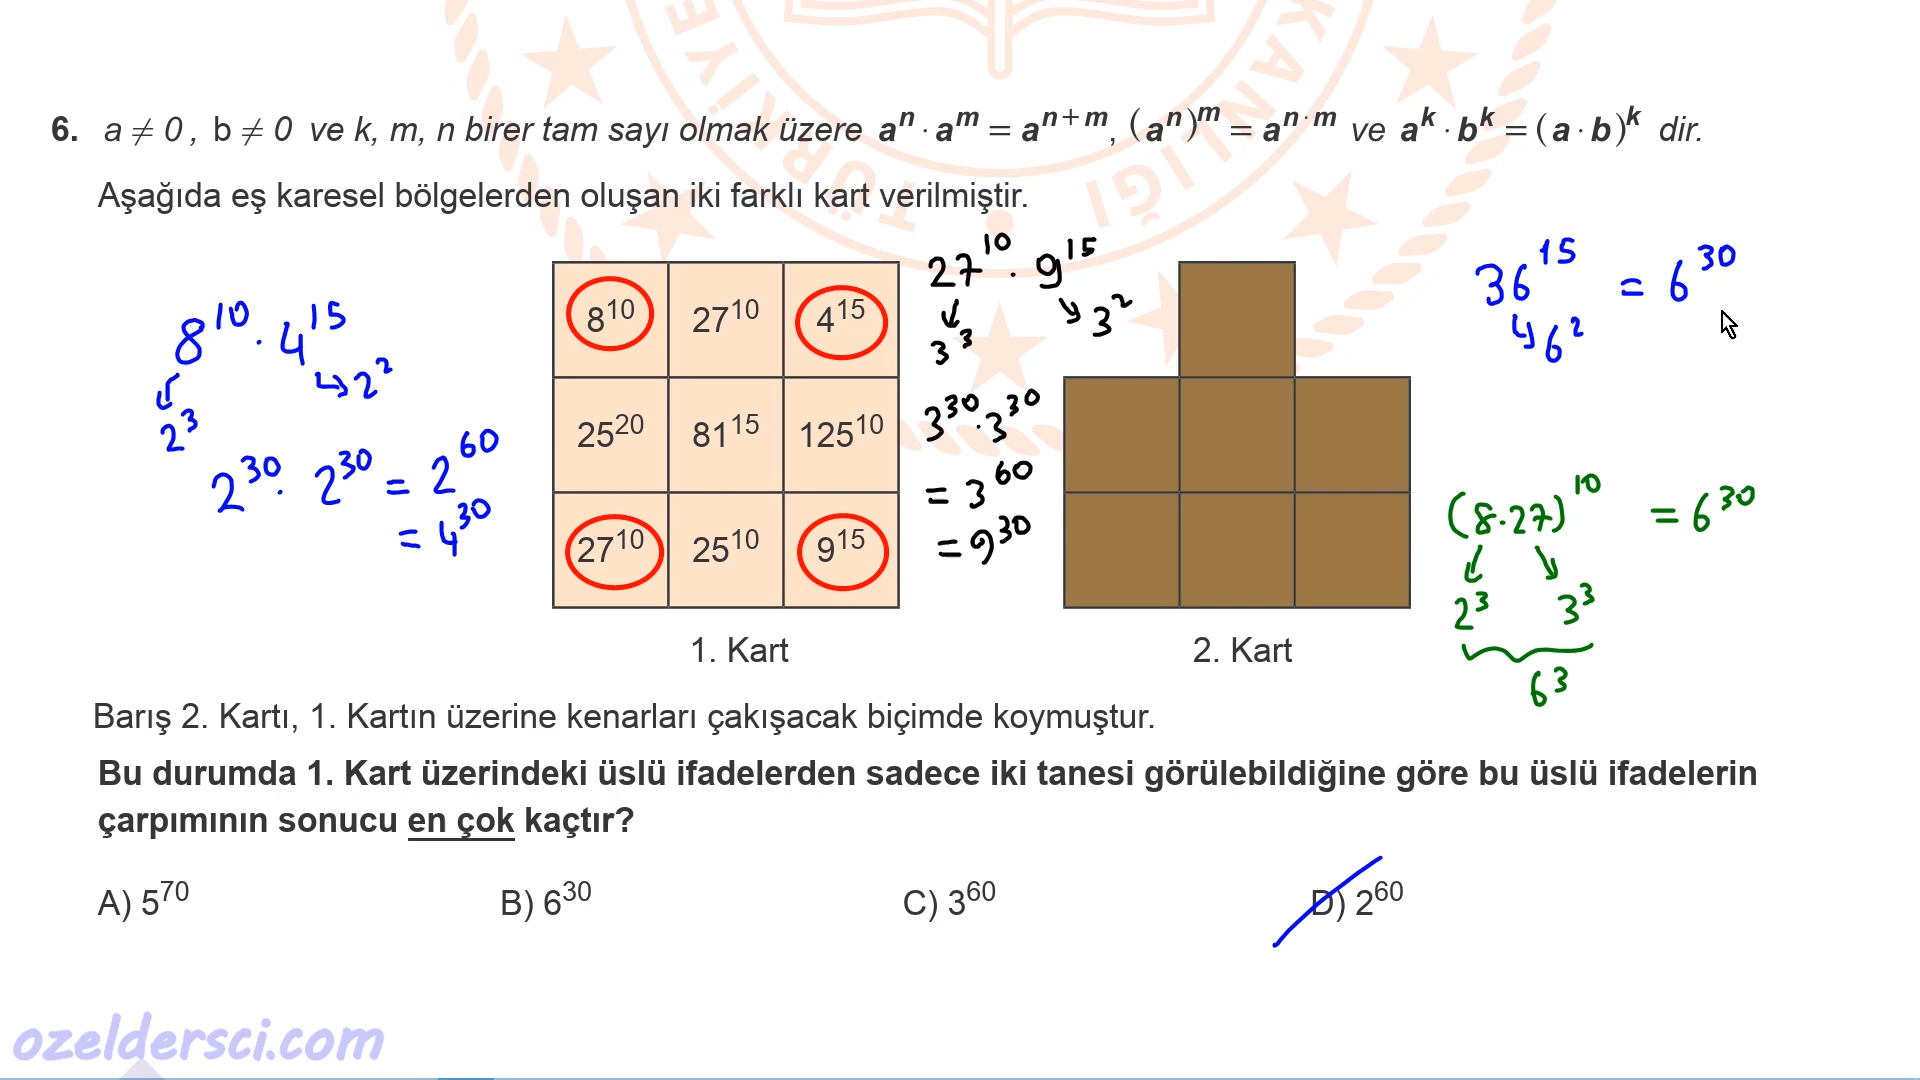 6. a ≠ 0 , b ≠ 0 ve k, m, n birer tam sayı olmak üzere aⁿ · aᵐ = aⁿ⁺ᵐ, (aⁿ)ᵐ = aⁿ·ᵐ ve aᵏ · bᵏ = (a · b)ᵏ dir.
Aşağıda eş karesel bölgelerden oluşan iki farklı kart verilmiştir.
8¹⁰ · 4¹⁵
2³ 2²
2³⁰ · 2³⁰ = 2⁶⁰
= 4³⁰
8¹⁰ 27¹⁰ 4¹⁵
25²⁰ 81¹⁵ 125¹⁰
27¹⁰ 25¹⁰ 9¹⁵
1. Kart
27¹⁰ · 9¹⁵
3³ 3²
3³⁰ · 3³⁰
= 3⁶⁰
= 9³⁰
2. Kart
36¹⁵ = 6³⁰
6²
(8.27)¹⁰ = 6³⁰
2³ 3³
6³
Barış 2. Kartı, 1. Kartın üzerine kenarları çakışacak biçimde koymuştur.
Bu durumda 1. Kart üzerindeki üslü ifadelerden sadece iki tanesi görülebildiğine göre bu üslü ifadelerin
çarpımının sonucu en çok kaçtır?
A) 5⁷⁰ B) 6³⁰ C) 3⁶⁰ D) 2⁶⁰
ozeldersci.com